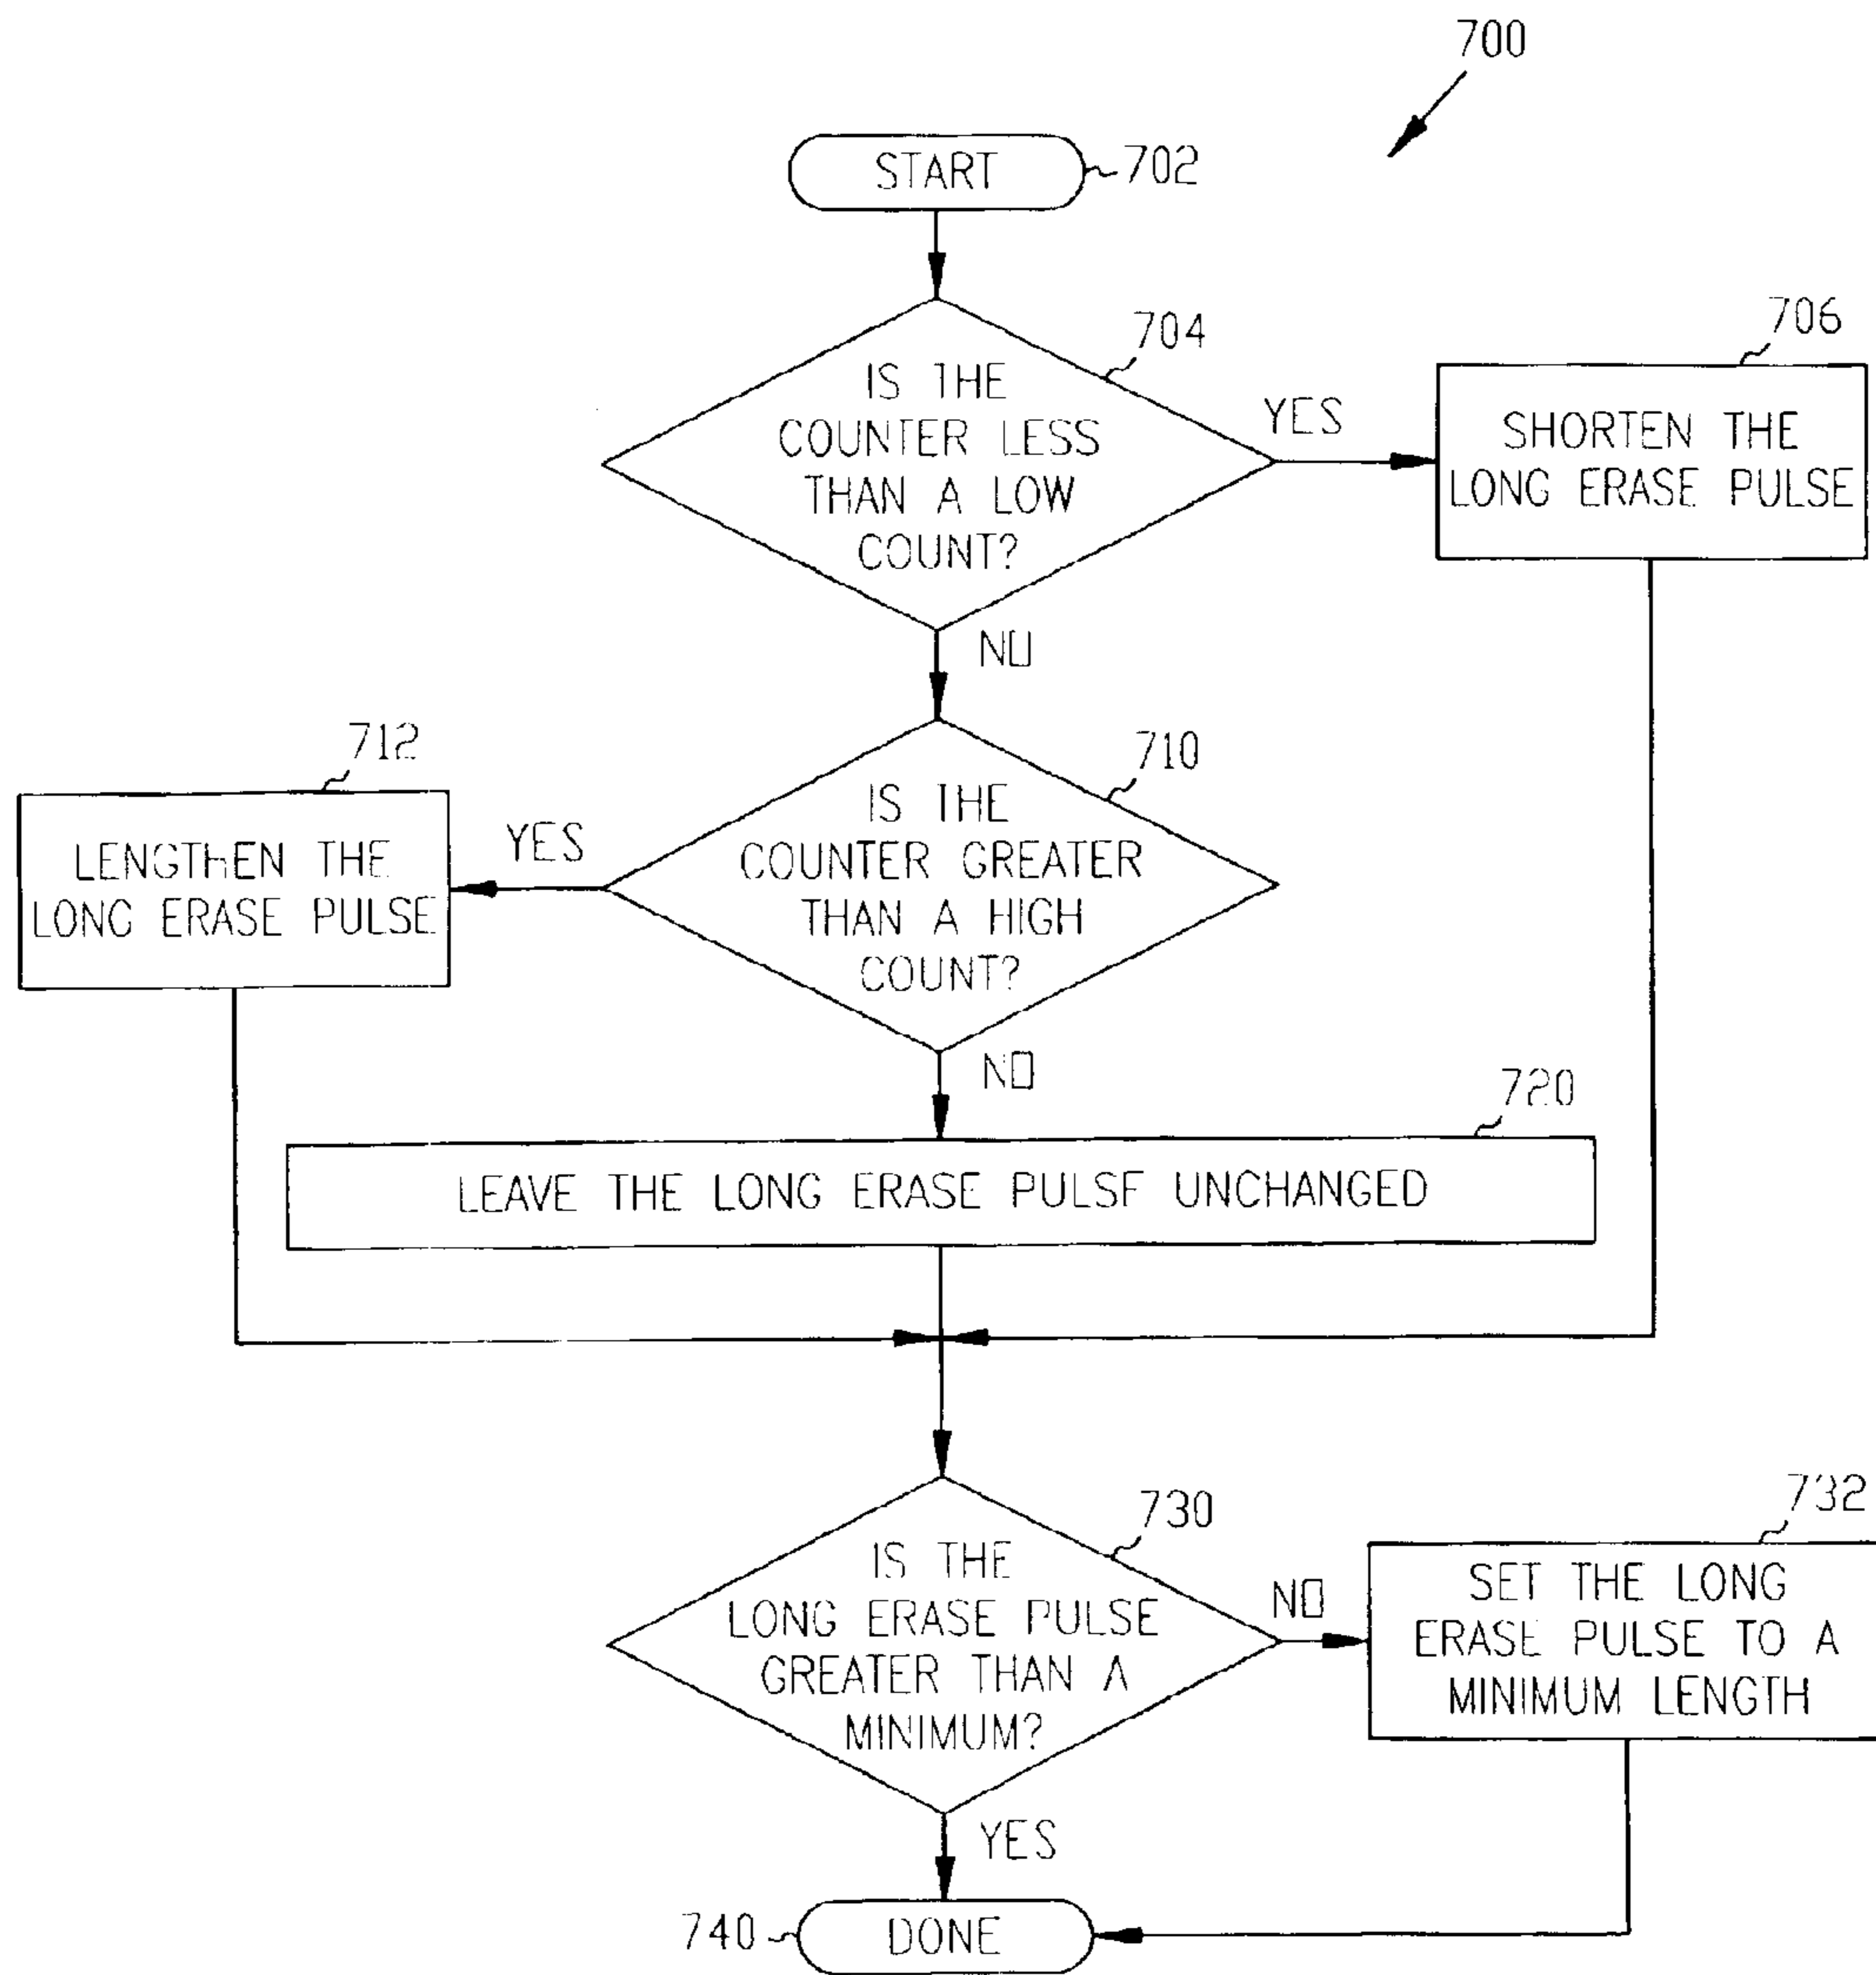 700
START
702
704
IS THE
COUNTER LESS
THAN A LOW
COUNT?
YES
706
SHORTEN THE
LONG ERASE PULSE
NO
712
LENGTHEN THE
LONG ERASE PULSE
YES
710
IS THE
COUNTER GREATER
THAN A HIGH
COUNT?
NO
720
LEAVE THE LONG ERASE PULSE UNCHANGED
730
IS THE
LONG ERASE PULSE
GREATER THAN A
MINIMUM?
NO
732
SET THE LONG
ERASE PULSE TO A
MINIMUM LENGTH
YES
740
DONE